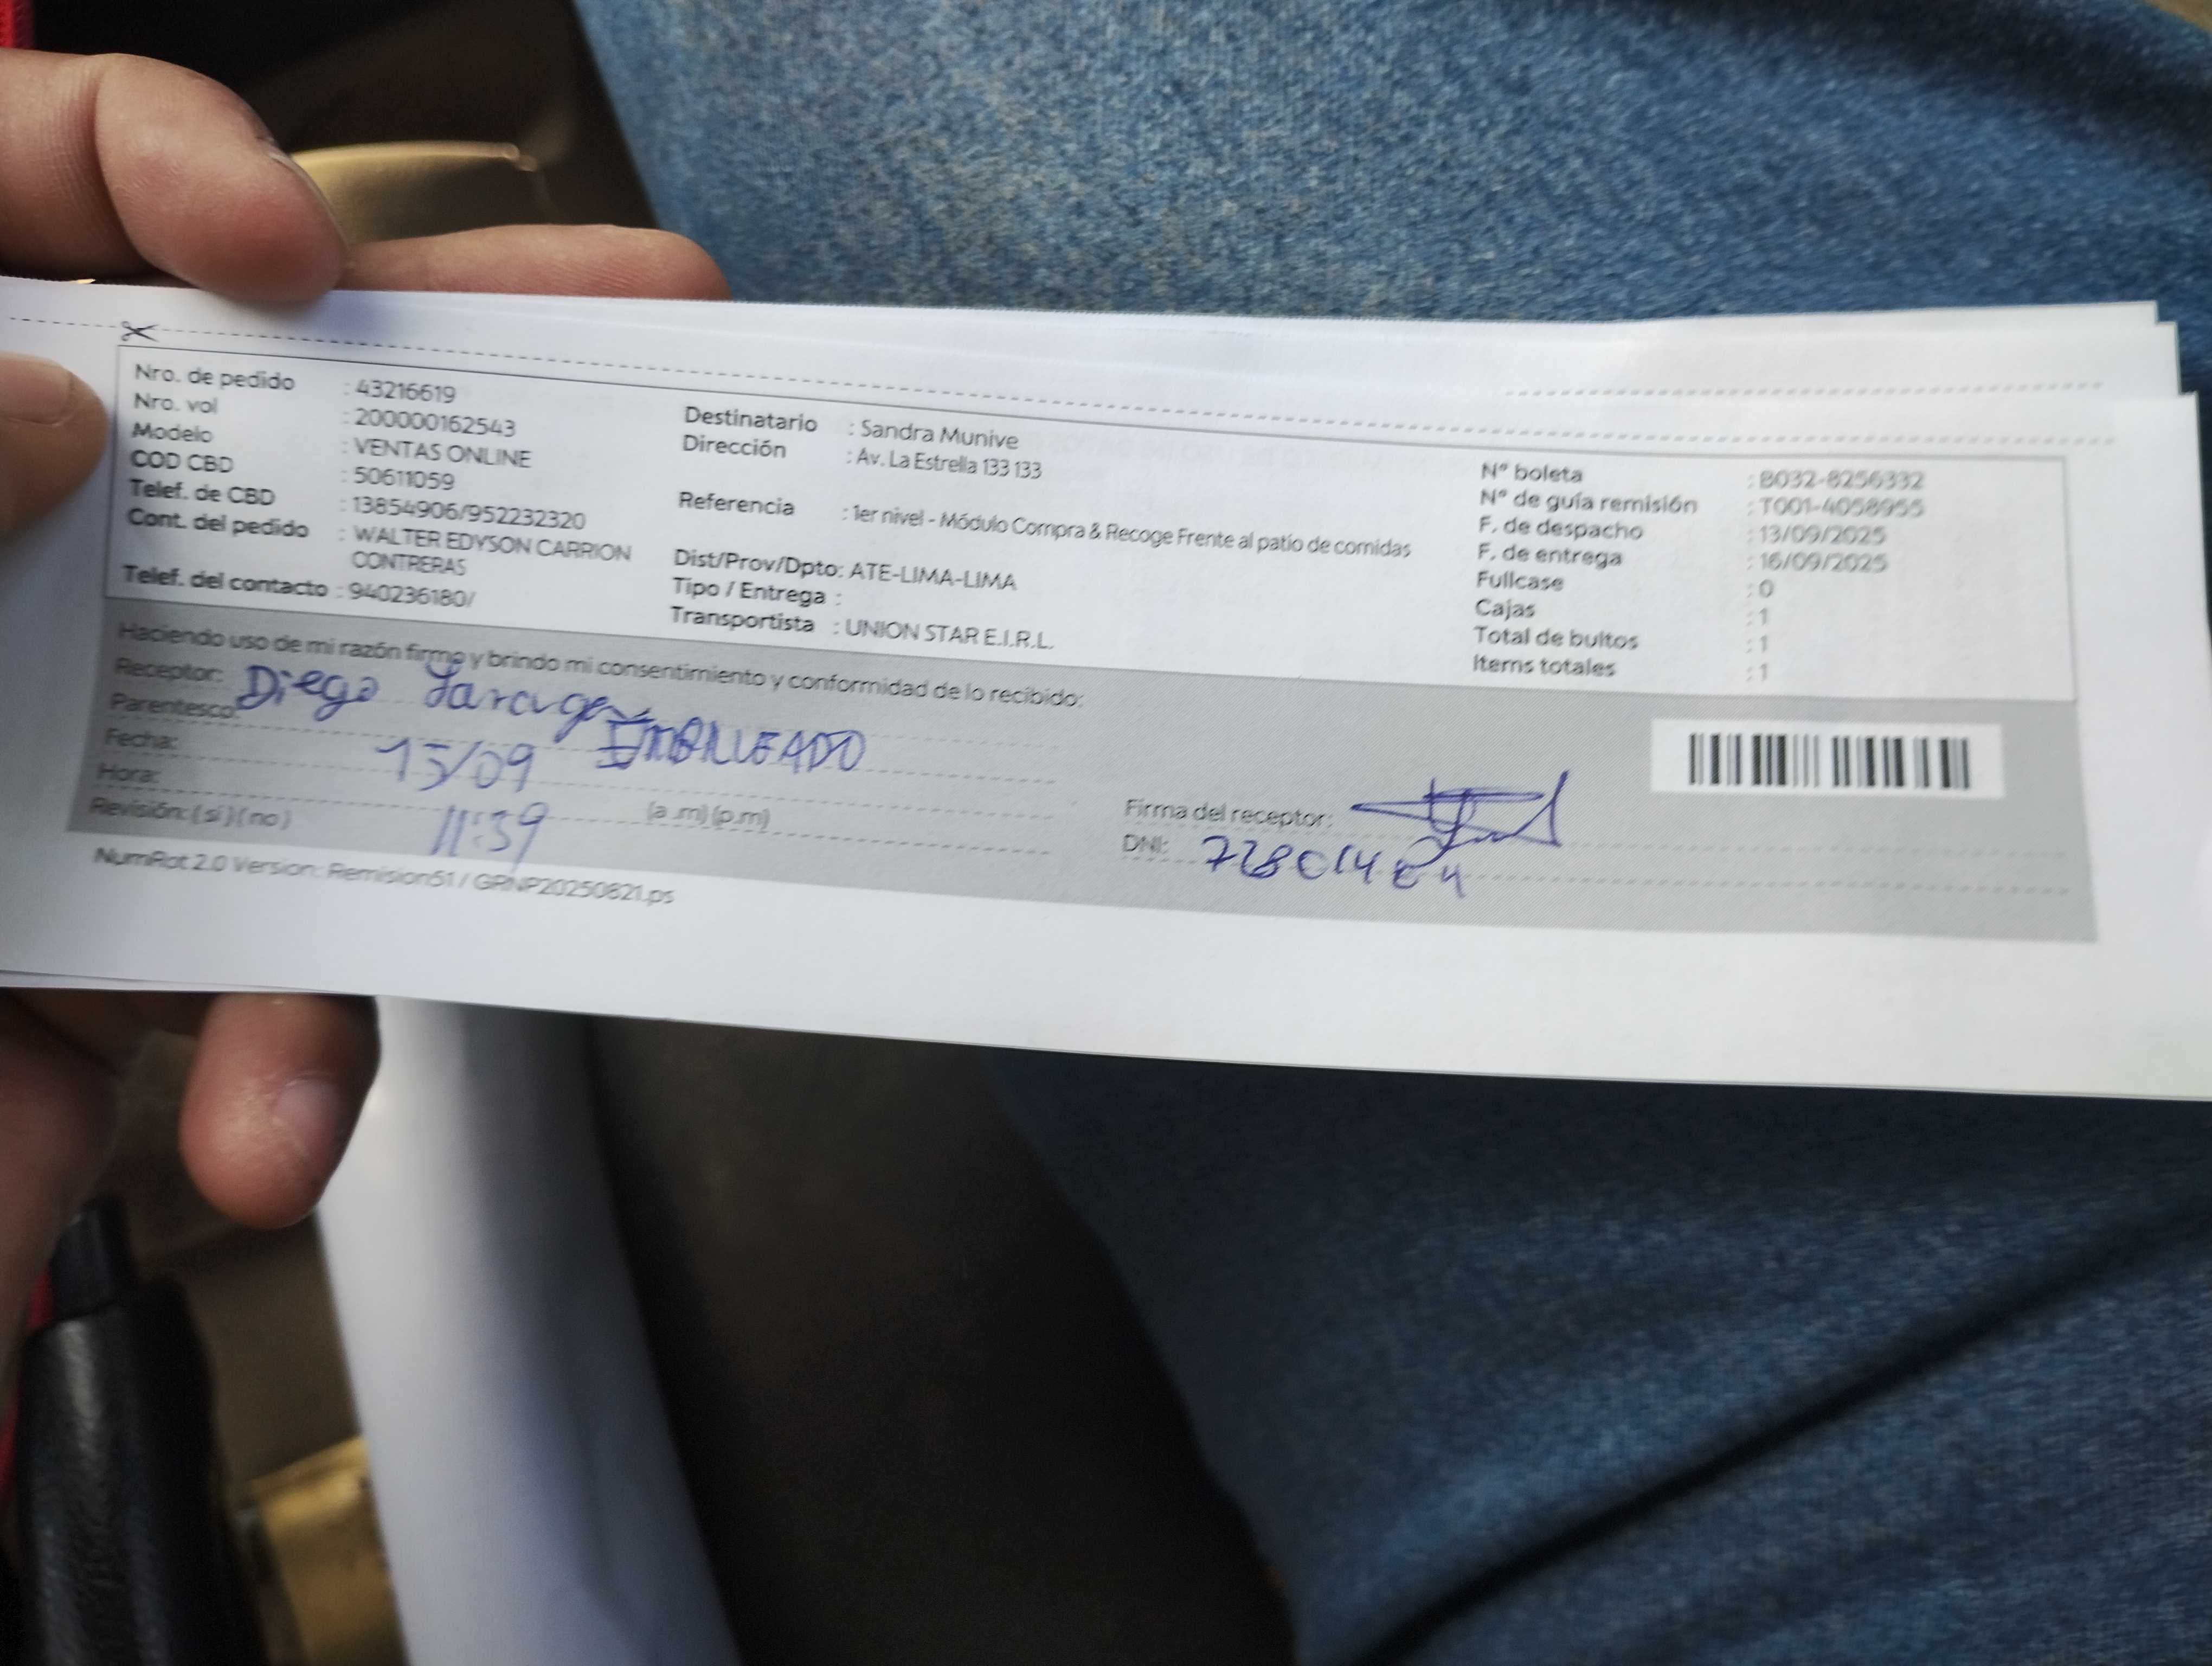 Nro. de pedido : 43216619
Nro. vol : 200000162543
Modelo : VENTAS ONLINE
COD CBD : 50611059
Telef. de CBD : 13854906/952232320
Cont. del pedido : WALTER EDYSON CARRION
CONTRERAS
Telef. del contacto : 940236180/
Destinatario : Sandra Munive
Dirección : Av. La Estrella 133 133
Referencia : 1er nivel - Módulo Compra & Recoge Frente al patio de comidas
Dist/Prov/Dpto: ATE-LIMA-LIMA
Tipo / Entrega :
Transportista : UNION STAR E.I.R.L.
N° boleta : B032-8256332
N° de guía remisión : T001-4058955
F. de despacho : 13/09/2025
F. de entrega : 16/09/2025
Fullcase : 0
Cajas : 1
Total de bultos : 1
Items totales : 1
Haciendo uso de mi razón firmo y brindo mi consentimiento y conformidad de lo recibido:
Receptor: Diego
Parentesco:
Fecha: 15/09
Hora: 11:39 (a .m) (p.m)
Revisión: ( si ) ( no )
Firma del receptor:
DNI:
NumRot 2.0 Version: Remision51 / GRNP20250821.ps